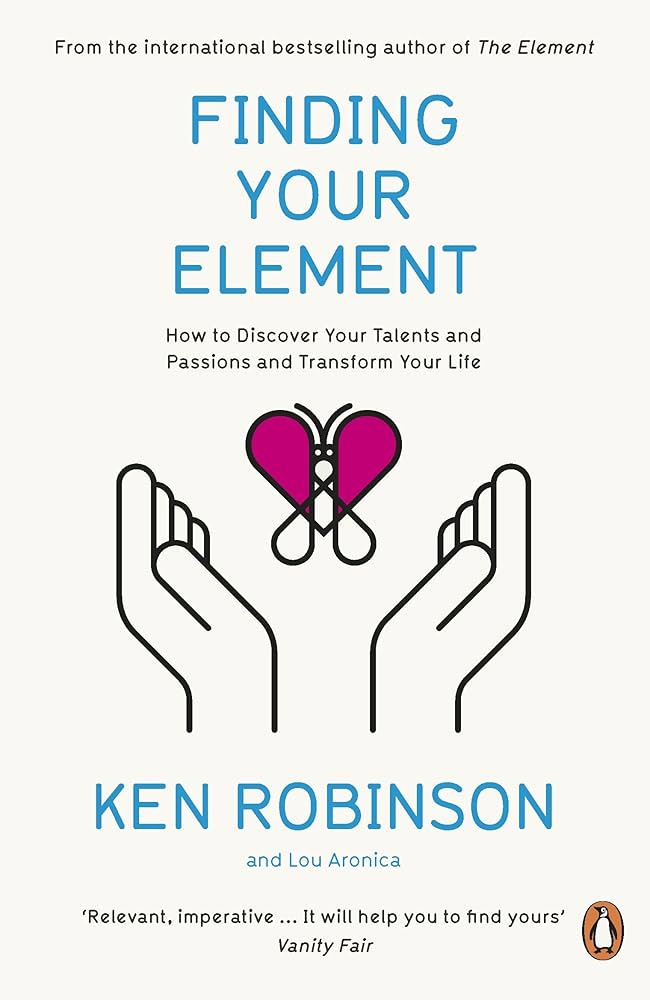 From the international bestselling author of The Element
FINDING
YOUR
ELEMENT
How to Discover Your Talents and
Passions and Transform Your Life
KEN ROBINSON
and Lou Aronica
‘Relevant, imperative ... It will help you to find yours’
Vanity Fair